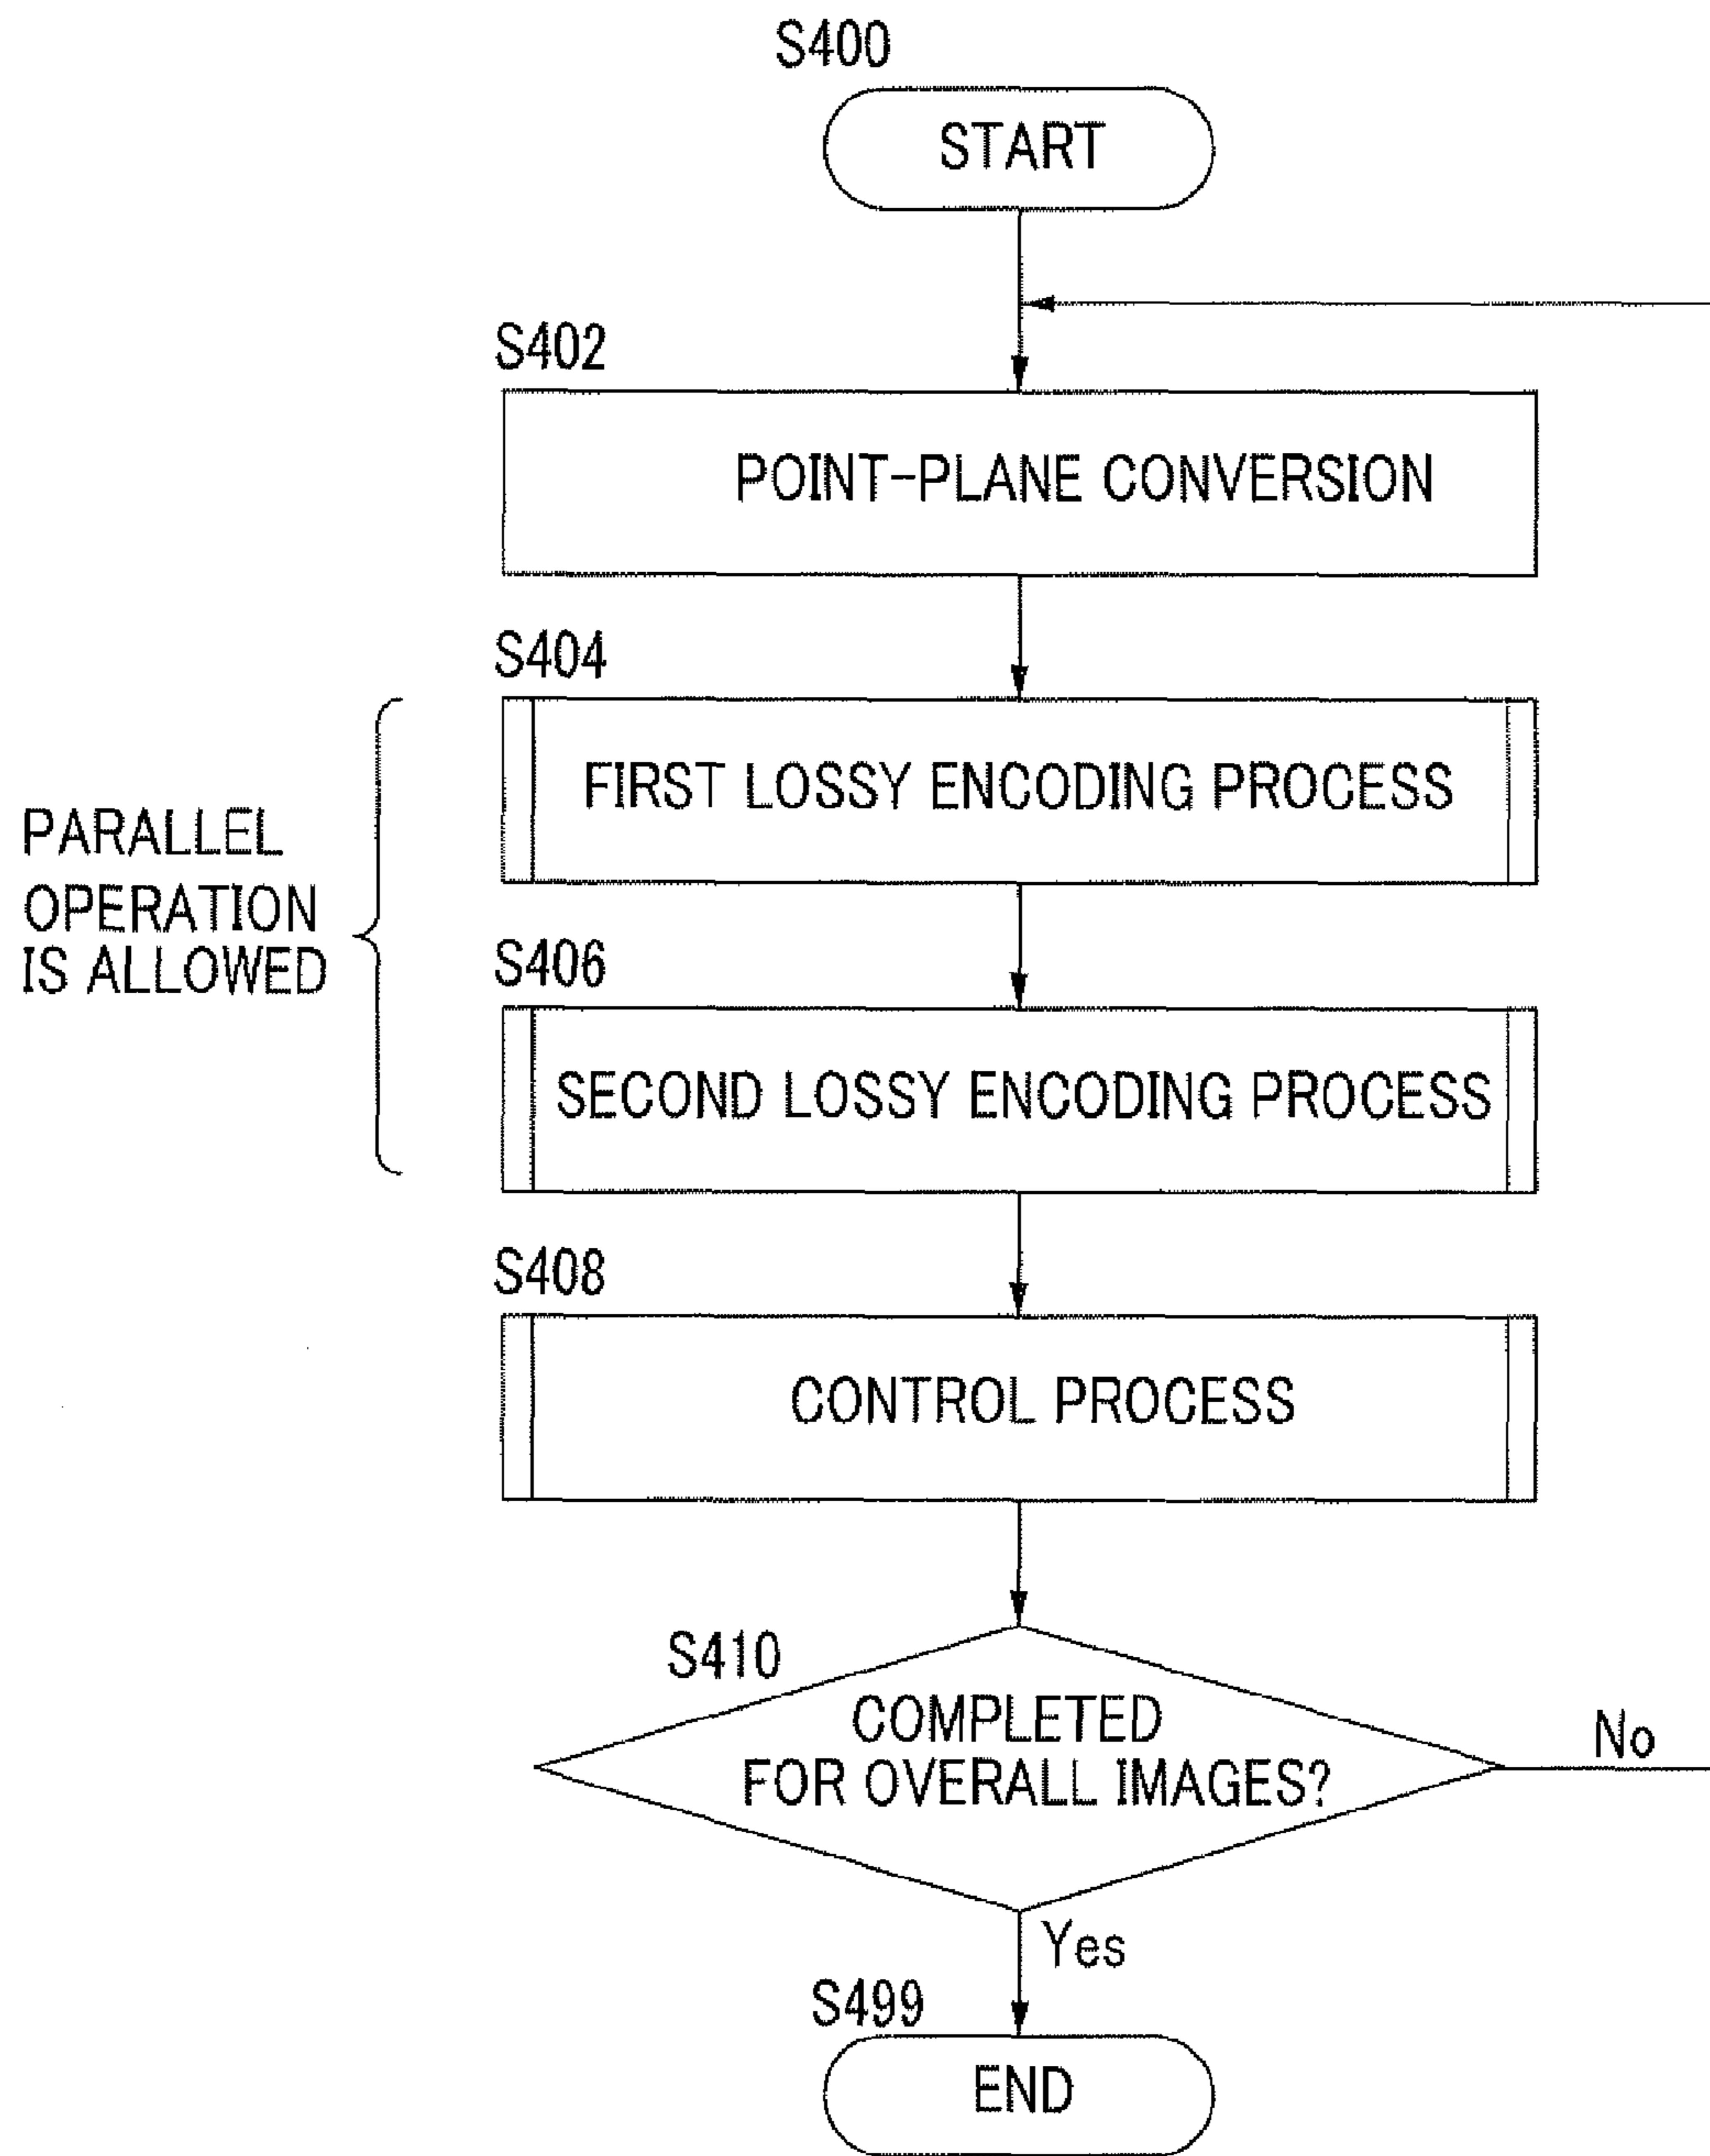 S400
START
S402
POINT-PLANE CONVERSION
S404
FIRST LOSSY ENCODING PROCESS
PARALLEL
OPERATION
IS ALLOWED
S406
SECOND LOSSY ENCODING PROCESS
S408
CONTROL PROCESS
S410
COMPLETED
FOR OVERALL IMAGES?
No
Yes
S499
END